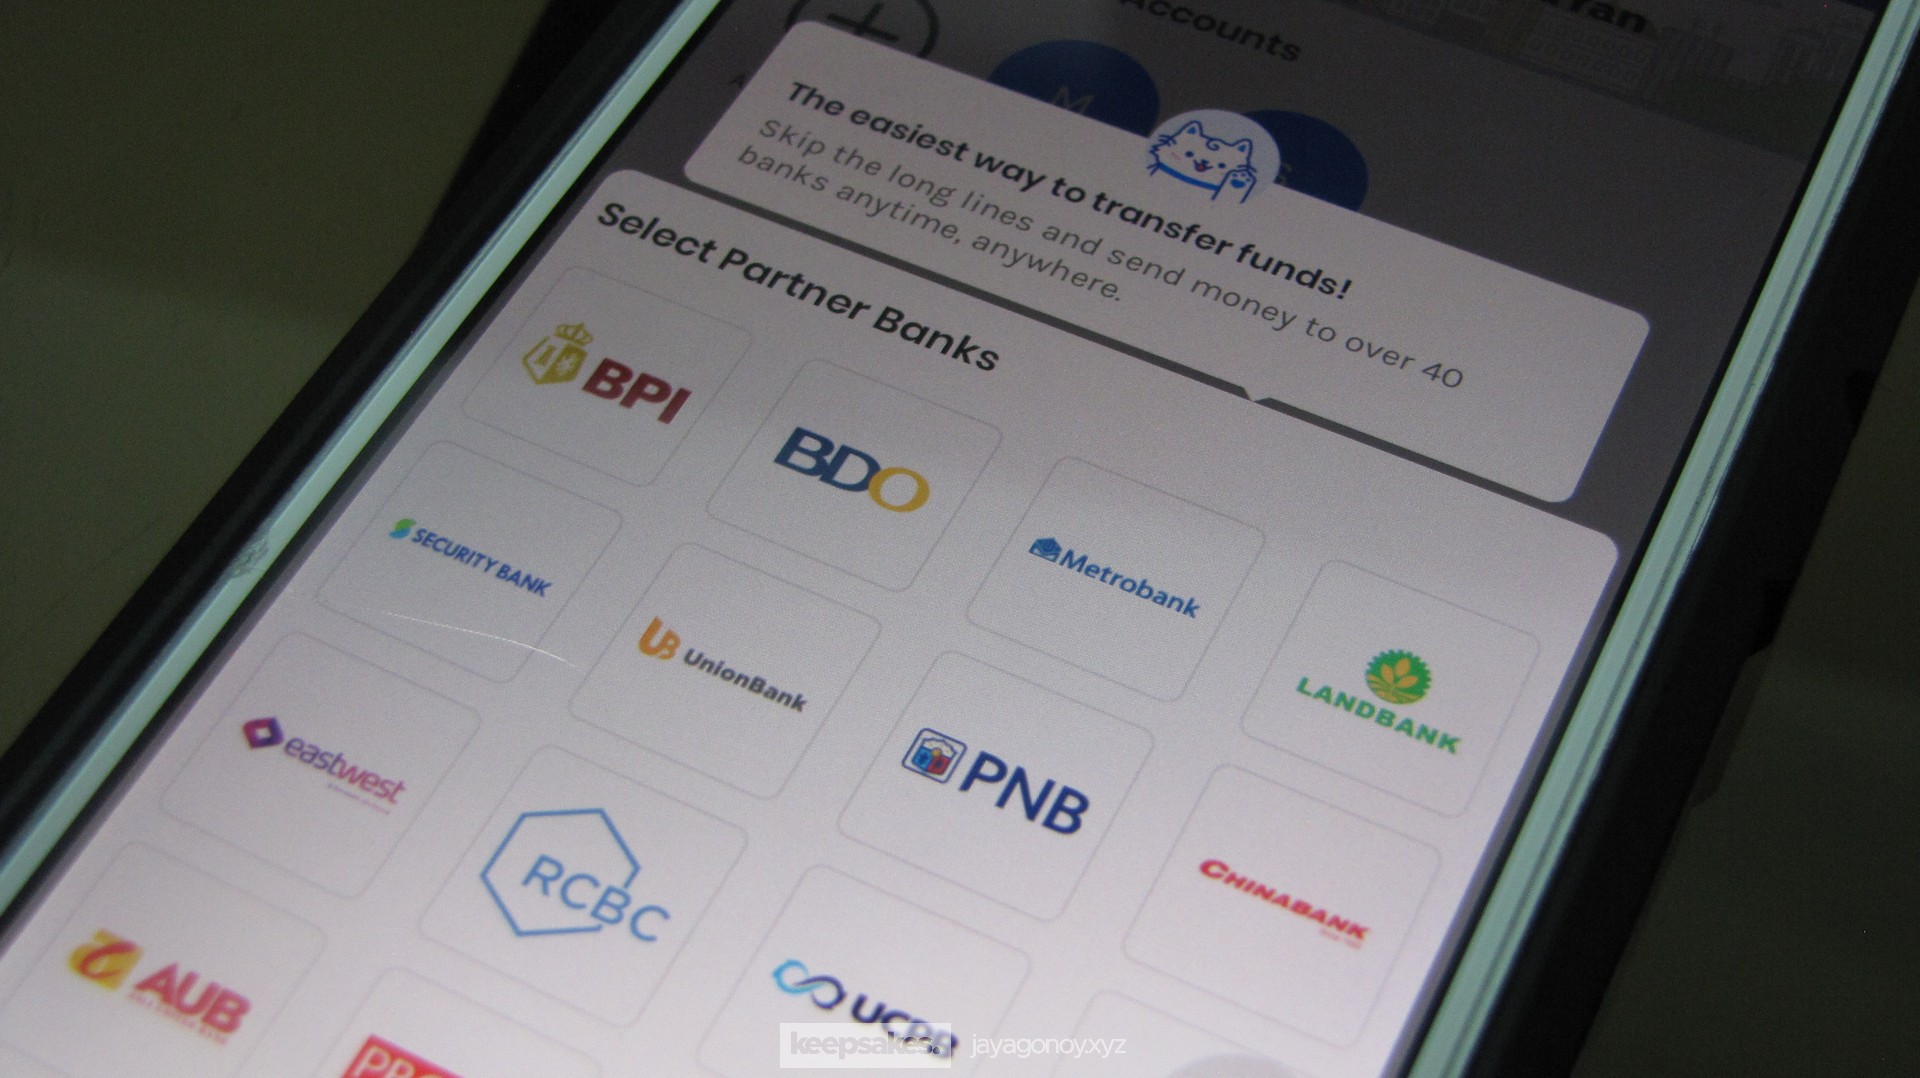 Accounts
M
The easiest way to transfer funds!
Skip the long lines and send money to over 40
banks anytime, anywhere.
Select Partner Banks
BPI
BDO
Metrobank
LANDBANK
SECURITY BANK
UnionBank
PNB
CHINABANK
eastwest
RCBC
UCPB
AUB
keepsakes
jayagonoy.xyz